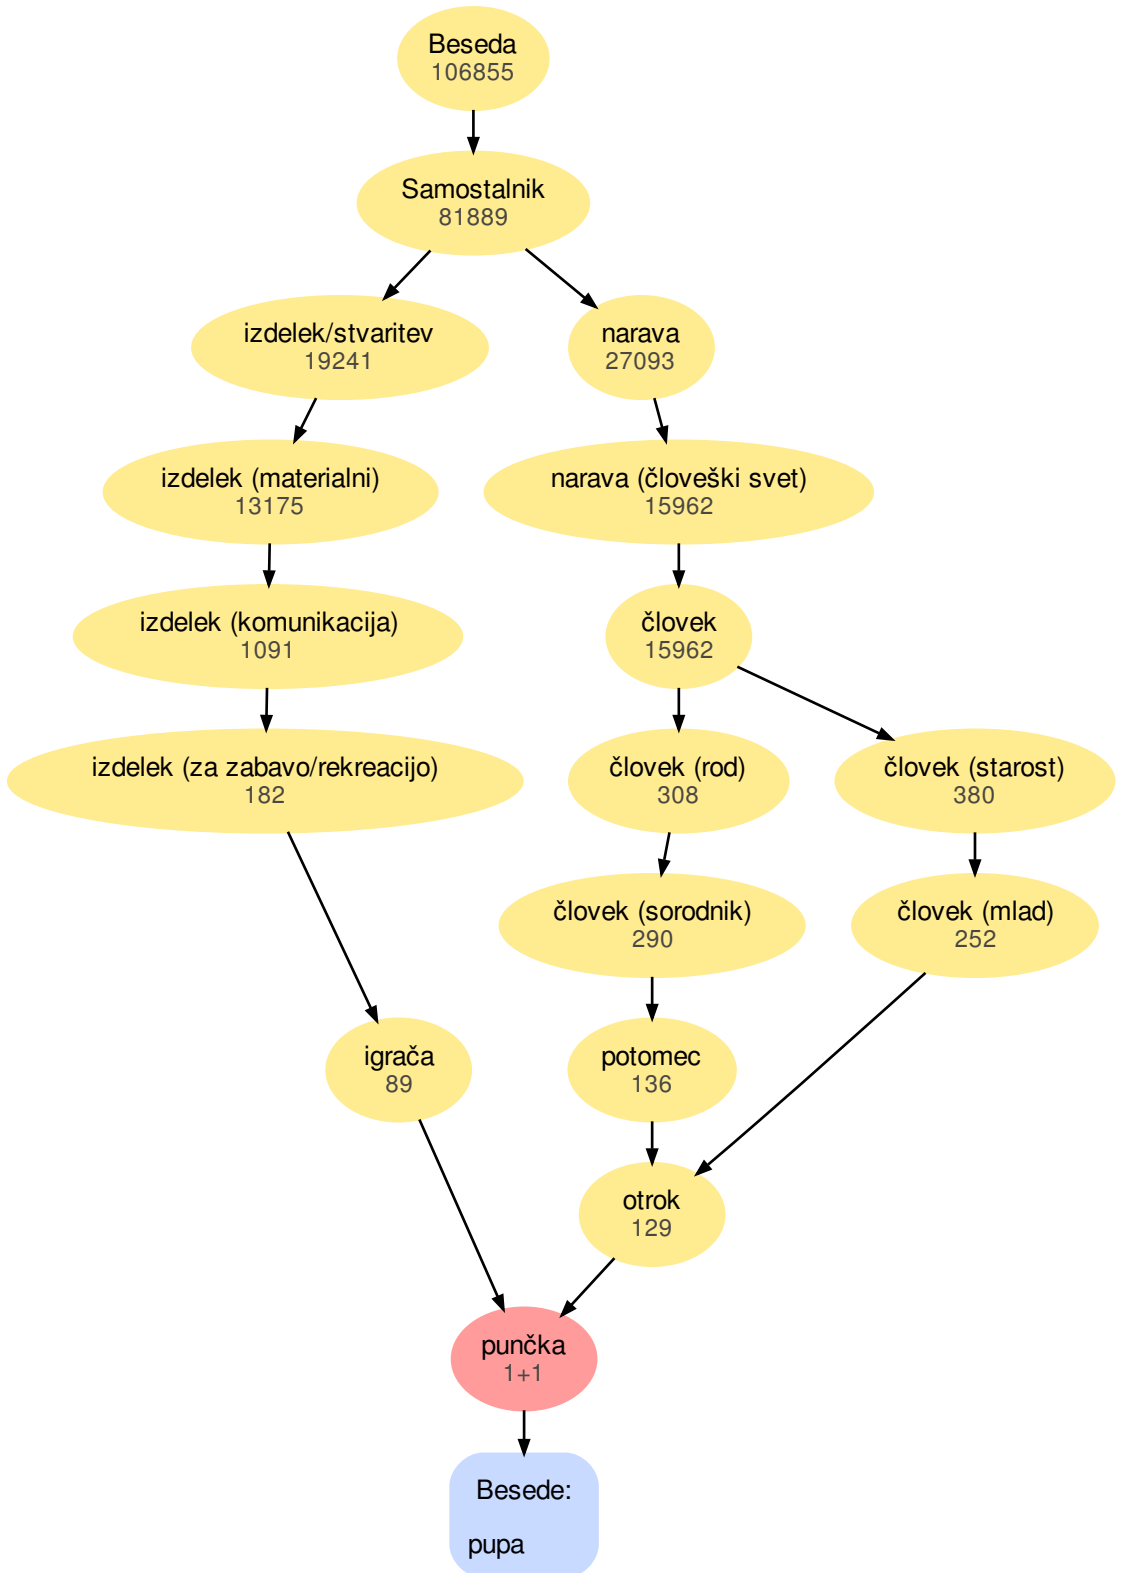 Beseda
106855
Samostalnik
81889
izdelek/stvaritev
19241
narava
27093
izdelek (materialni)
13175
narava (človeški svet)
15962
izdelek (komunikacija)
1091
človek
15962
izdelek (za zabavo/rekreacijo)
182
človek (rod)
308
človek (starost)
380
človek (sorodnik)
290
človek (mlad)
252
igrača
89
potomec
136
otrok
129
punčka
1+1
Besede:
pupa